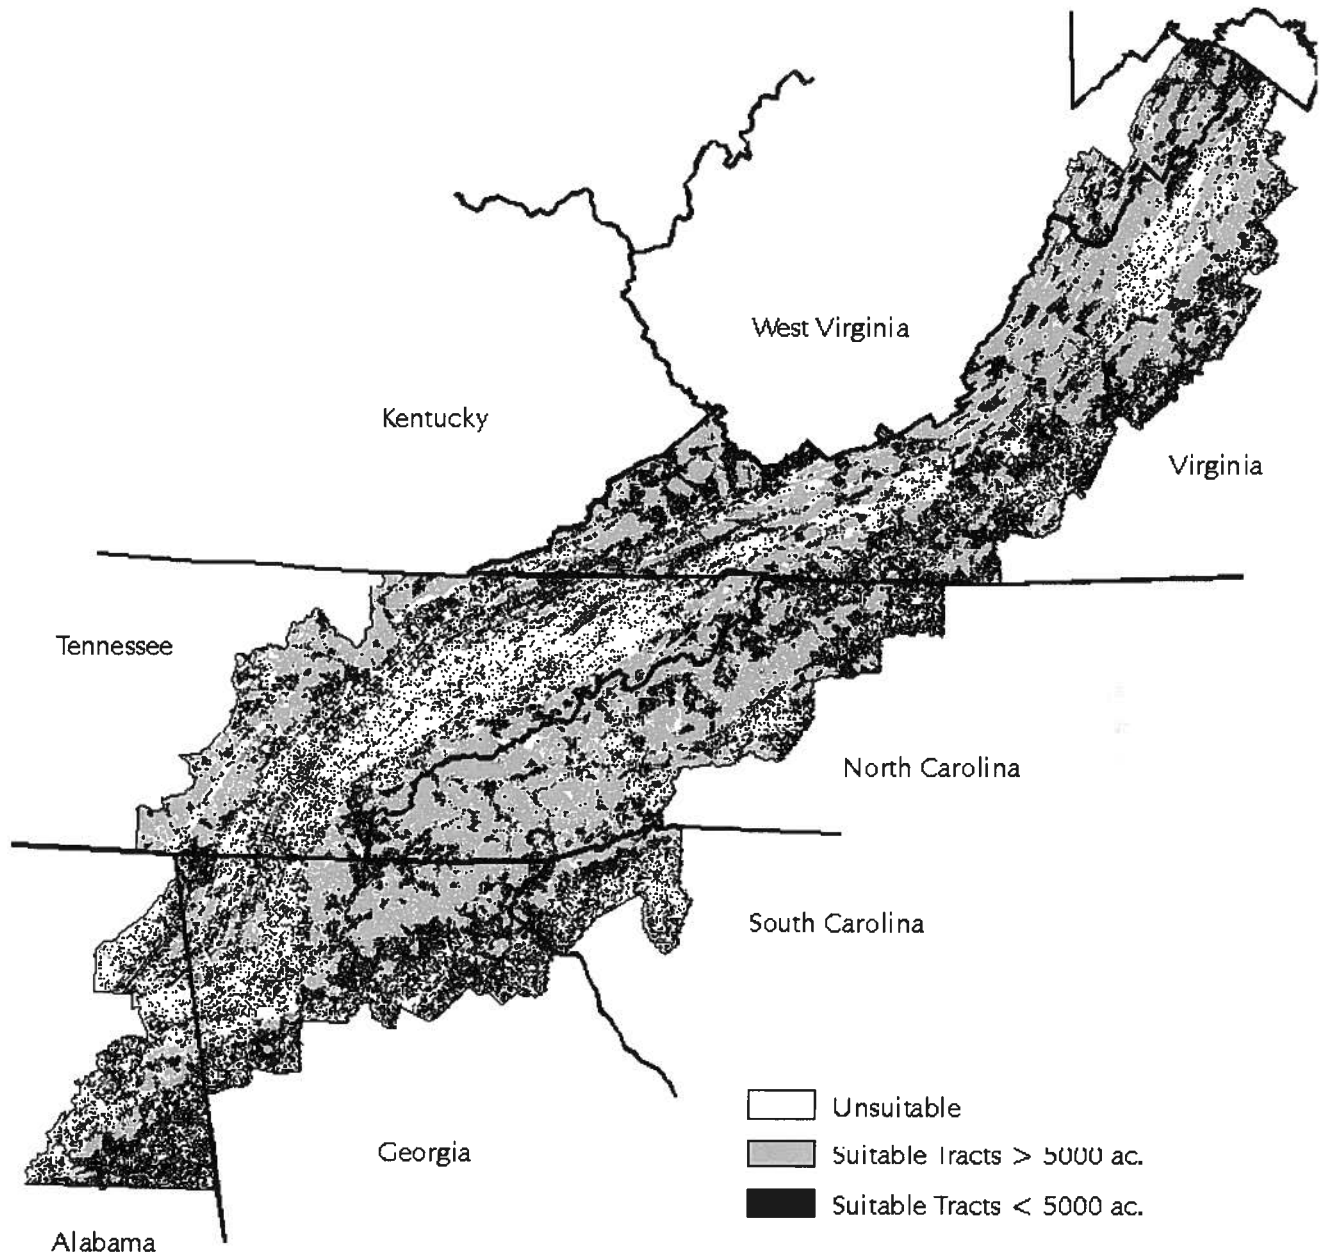 West Virginia
Kentucky
Virginia
Tennessee
North Carolina
South Carolina
Unsuitable
Georgia
Suitable Tracts > 5000 ac.
Suitable Tracts < 5000 ac.
Alabama